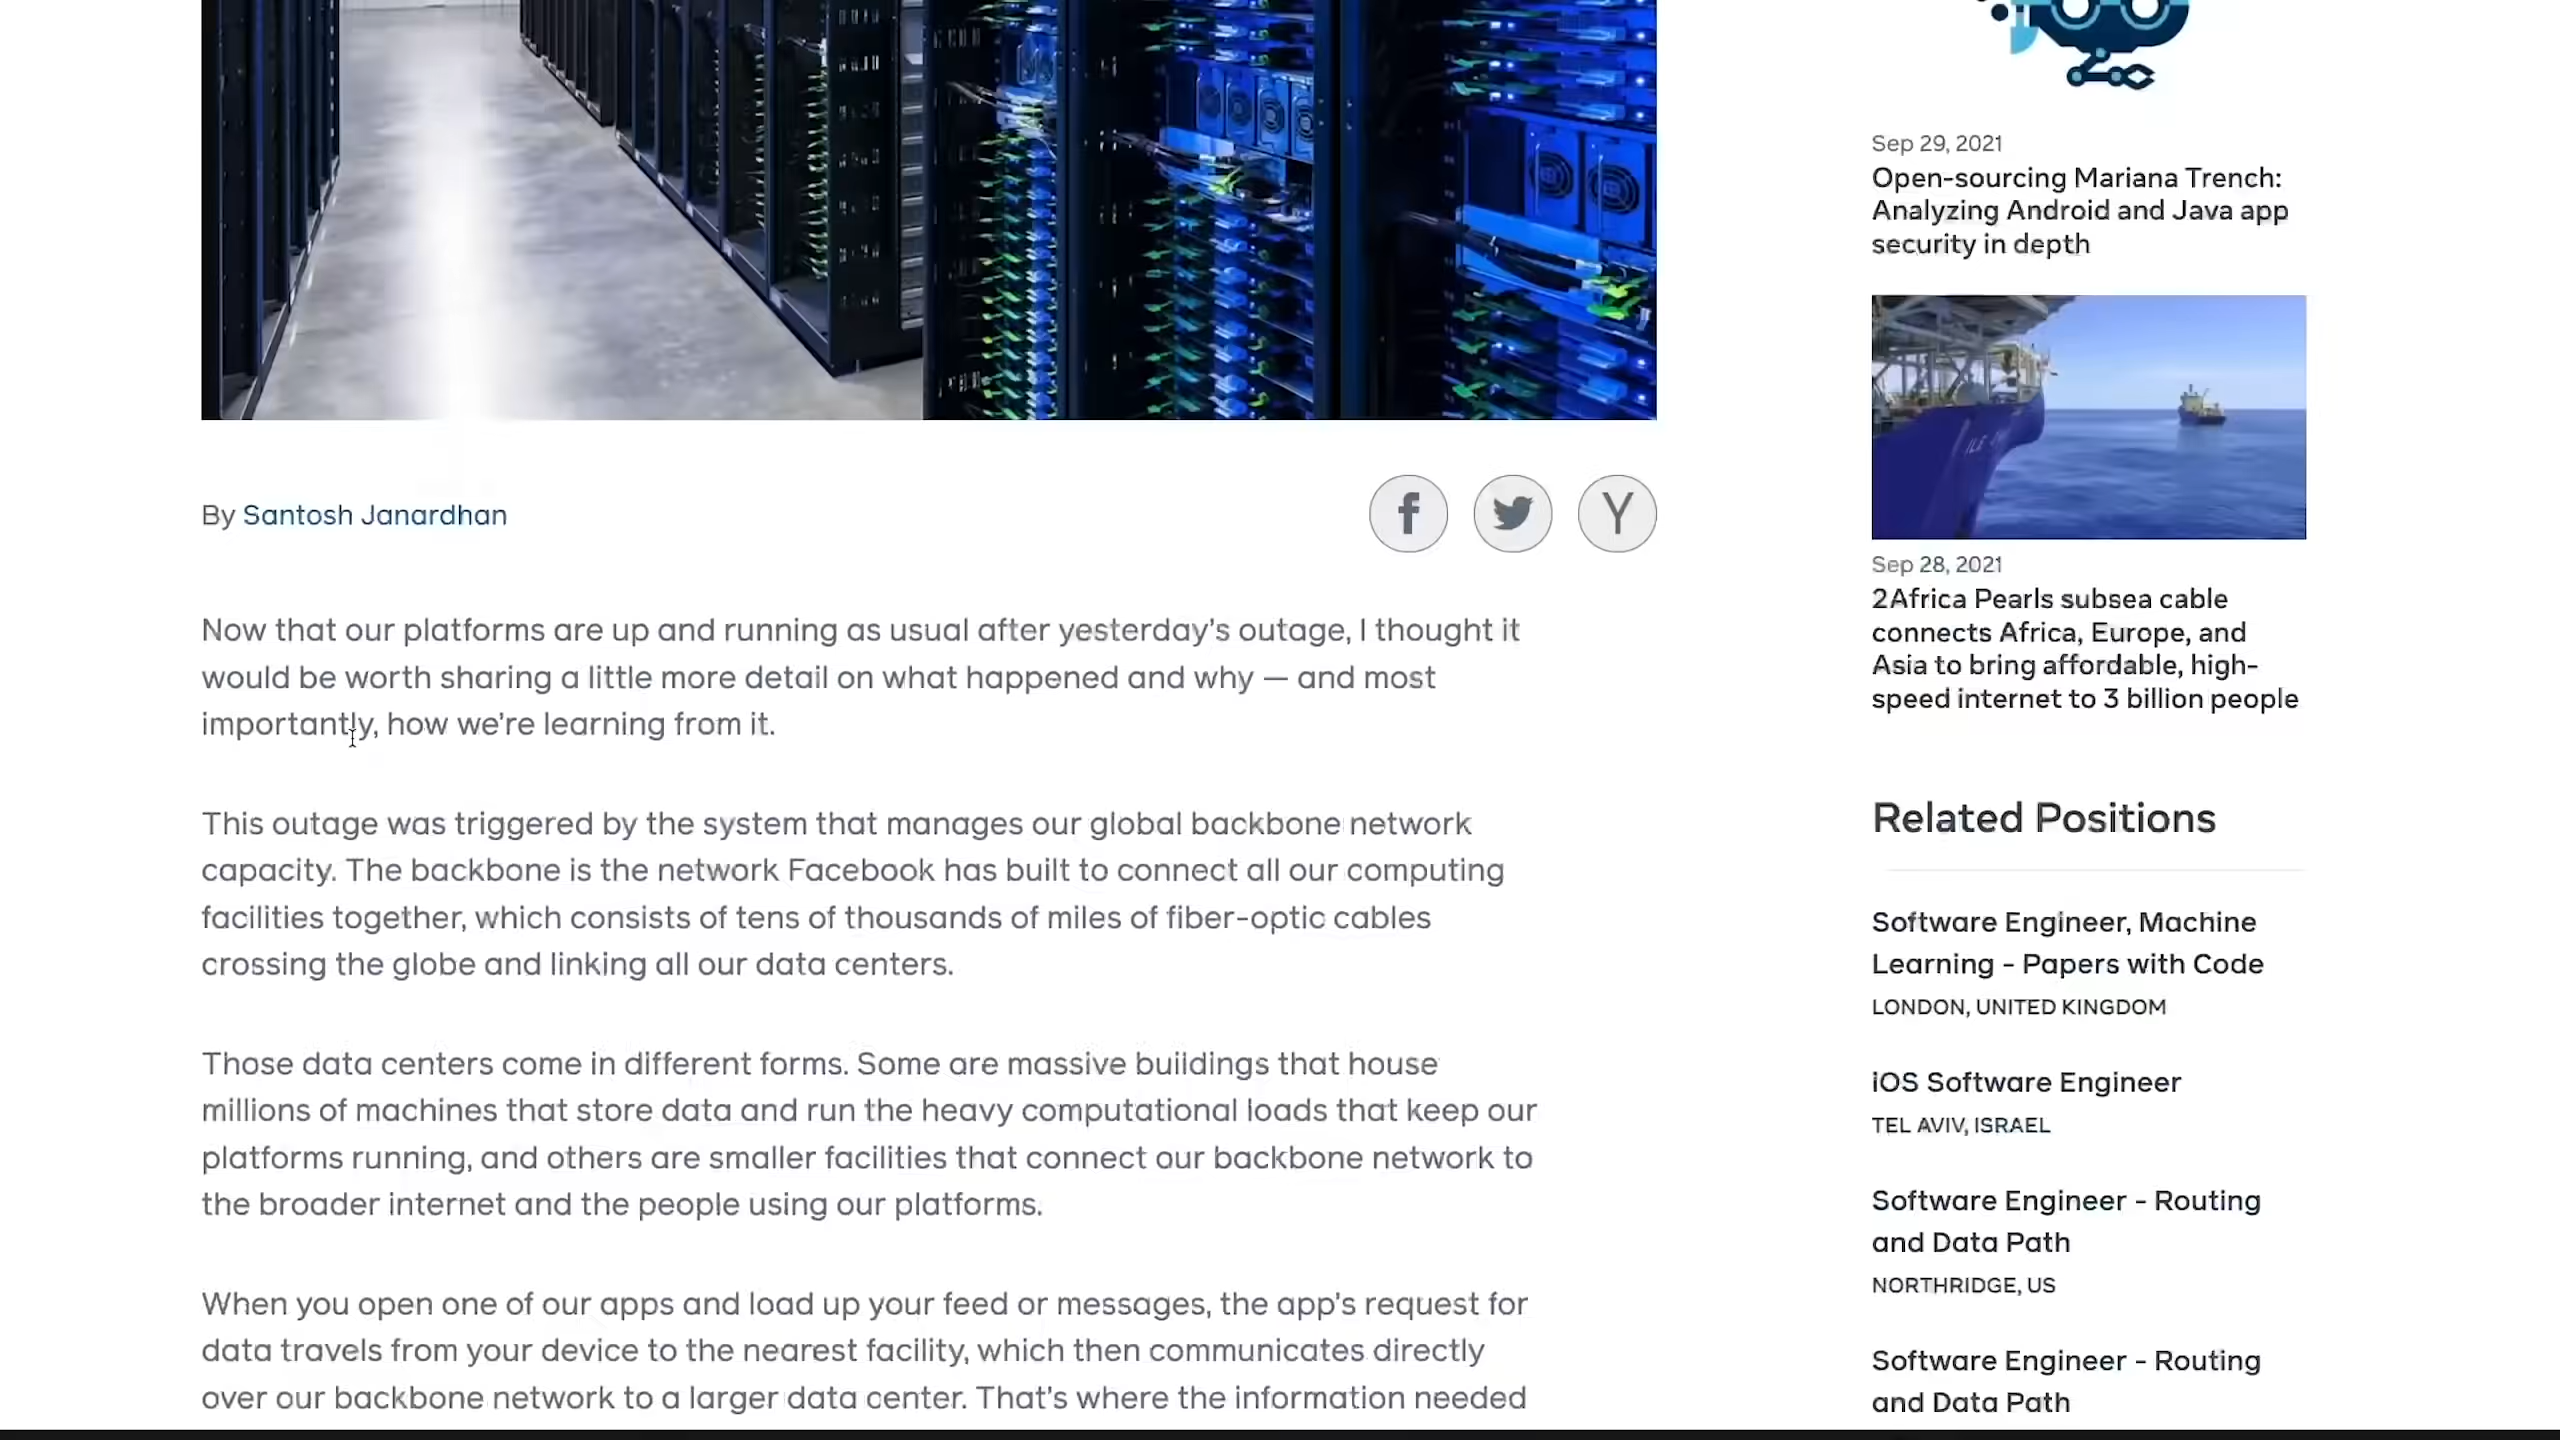 By Santosh Janardhan
Now that our platforms are up and running as usual after yesterday's outage, I thought it
would be worth sharing a little more detail on what happened and why — and most
importantly, how we're learning from it.
This outage was triggered by the system that manages our global backbone network
capacity. The backbone is the network Facebook has built to connect all our computing
facilities together, which consists of tens of thousands of miles of fiber-optic cables
crossing the globe and linking all our data centers.
Those data centers come in different forms. Some are massive buildings that house
millions of machines that store data and run the heavy computational loads that keep our
platforms running, and others are smaller facilities that connect our backbone network to
the broader internet and the people using our platforms.
When you open one of our apps and load up your feed or messages, the app's request for
data travels from your device to the nearest facility, which then communicates directly
over our backbone network to a larger data center. That's where the information needed
Sep 29, 2021
Open-sourcing Mariana Trench:
Analyzing Android and Java app
security in depth
Sep 28, 2021
2Africa Pearls subsea cable
connects Africa, Europe, and
Asia to bring affordable, high-
speed internet to 3 billion people
Related Positions
Software Engineer, Machine
Learning - Papers with Code
LONDON, UNITED KINGDOM
iOS Software Engineer
TEL AVIV, ISRAEL
Software Engineer - Routing
and Data Path
NORTHRIDGE, US
Software Engineer - Routing
and Data Path